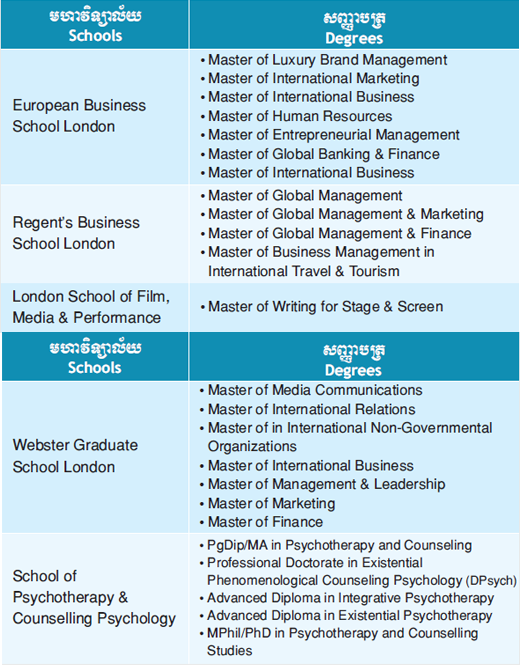 មហាវិទ្យាល័យ
Schools
សញ្ញាបត្រ
Degrees
European Business
School London
• Master of Luxury Brand Management
• Master of International Marketing
• Master of International Business
• Master of Human Resources
• Master of Entrepreneurial Management
• Master of Global Banking & Finance
• Master of International Business
Regent's Business
School London
• Master of Global Management
• Master of Global Management & Marketing
• Master of Global Management & Finance
• Master of Business Management in
International Travel & Tourism
London School of Film,
Media & Performance
• Master of Writing for Stage & Screen
មហាវិទ្យាល័យ
Schools
សញ្ញាបត្រ
Degrees
Webster Graduate
School London
• Master of Media Communications
• Master of International Relations
• Master of in International Non-Governmental
Organizations
• Master of International Business
• Master of Management & Leadership
• Master of Marketing
• Master of Finance
School of
Psychotherapy &
Counselling Psychology
• PgDip/MA in Psychotherapy and Counseling
• Professional Doctorate in Existential
Phenomenological Counseling Psychology (DPsych)
• Advanced Diploma in Integrative Psychotherapy
• Advanced Diploma in Existential Psychotherapy
• MPhil/PhD in Psychotherapy and Counselling
Studies